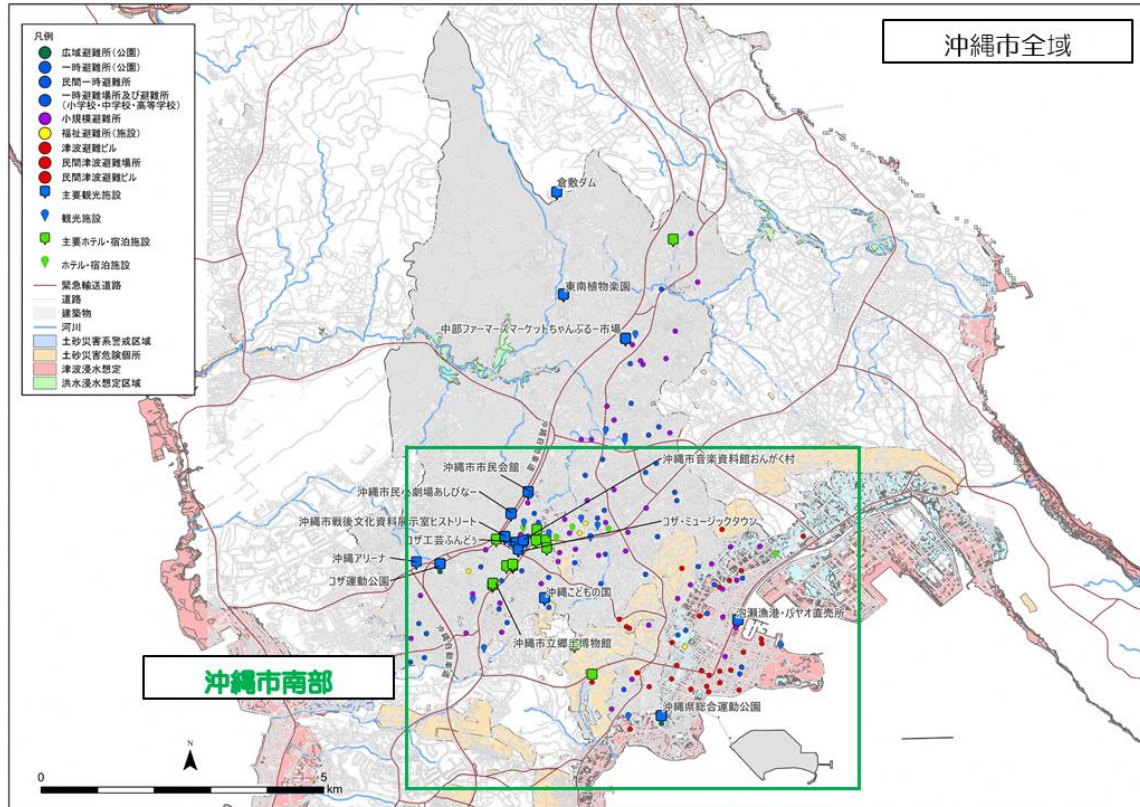 沖縄市全域
凡例
広域避難所(公園)
一時避難所(公園)
民間一時避難所
一時避難場所及び避難所
(小学校・中学校・高等学校)
小規模避難所
福祉避難所(施設)
津波避難ビル
民間津波避難場所
民間津波避難ビル
主要観光施設
観光施設
主要ホテル・宿泊施設
ホテル・宿泊施設
緊急輸送道路
道路
建築物
河川
土砂災害系警戒区域
土砂災害危険個所
津波浸水想定
洪水浸水想定区域
倉敷ダム
東南植物楽園
中部ファーマーズマーケットちゃんぷるー市場
沖縄自動車道
沖縄市市民会館
沖縄市音楽資料館おんがく村
沖縄市民小劇場あしびなー
沖縄市戦後文化資料展示室ヒストリート
コザ・ミュージックタウン
コザ工芸ふんどぅ
沖縄アリーナ
コザ運動公園
沖縄こどもの国
泡瀬漁港・パヤオ直売所
沖縄市立郷土博物館
沖縄自動車道
沖縄市南部
沖縄県総合運動公園
N
0
5
km